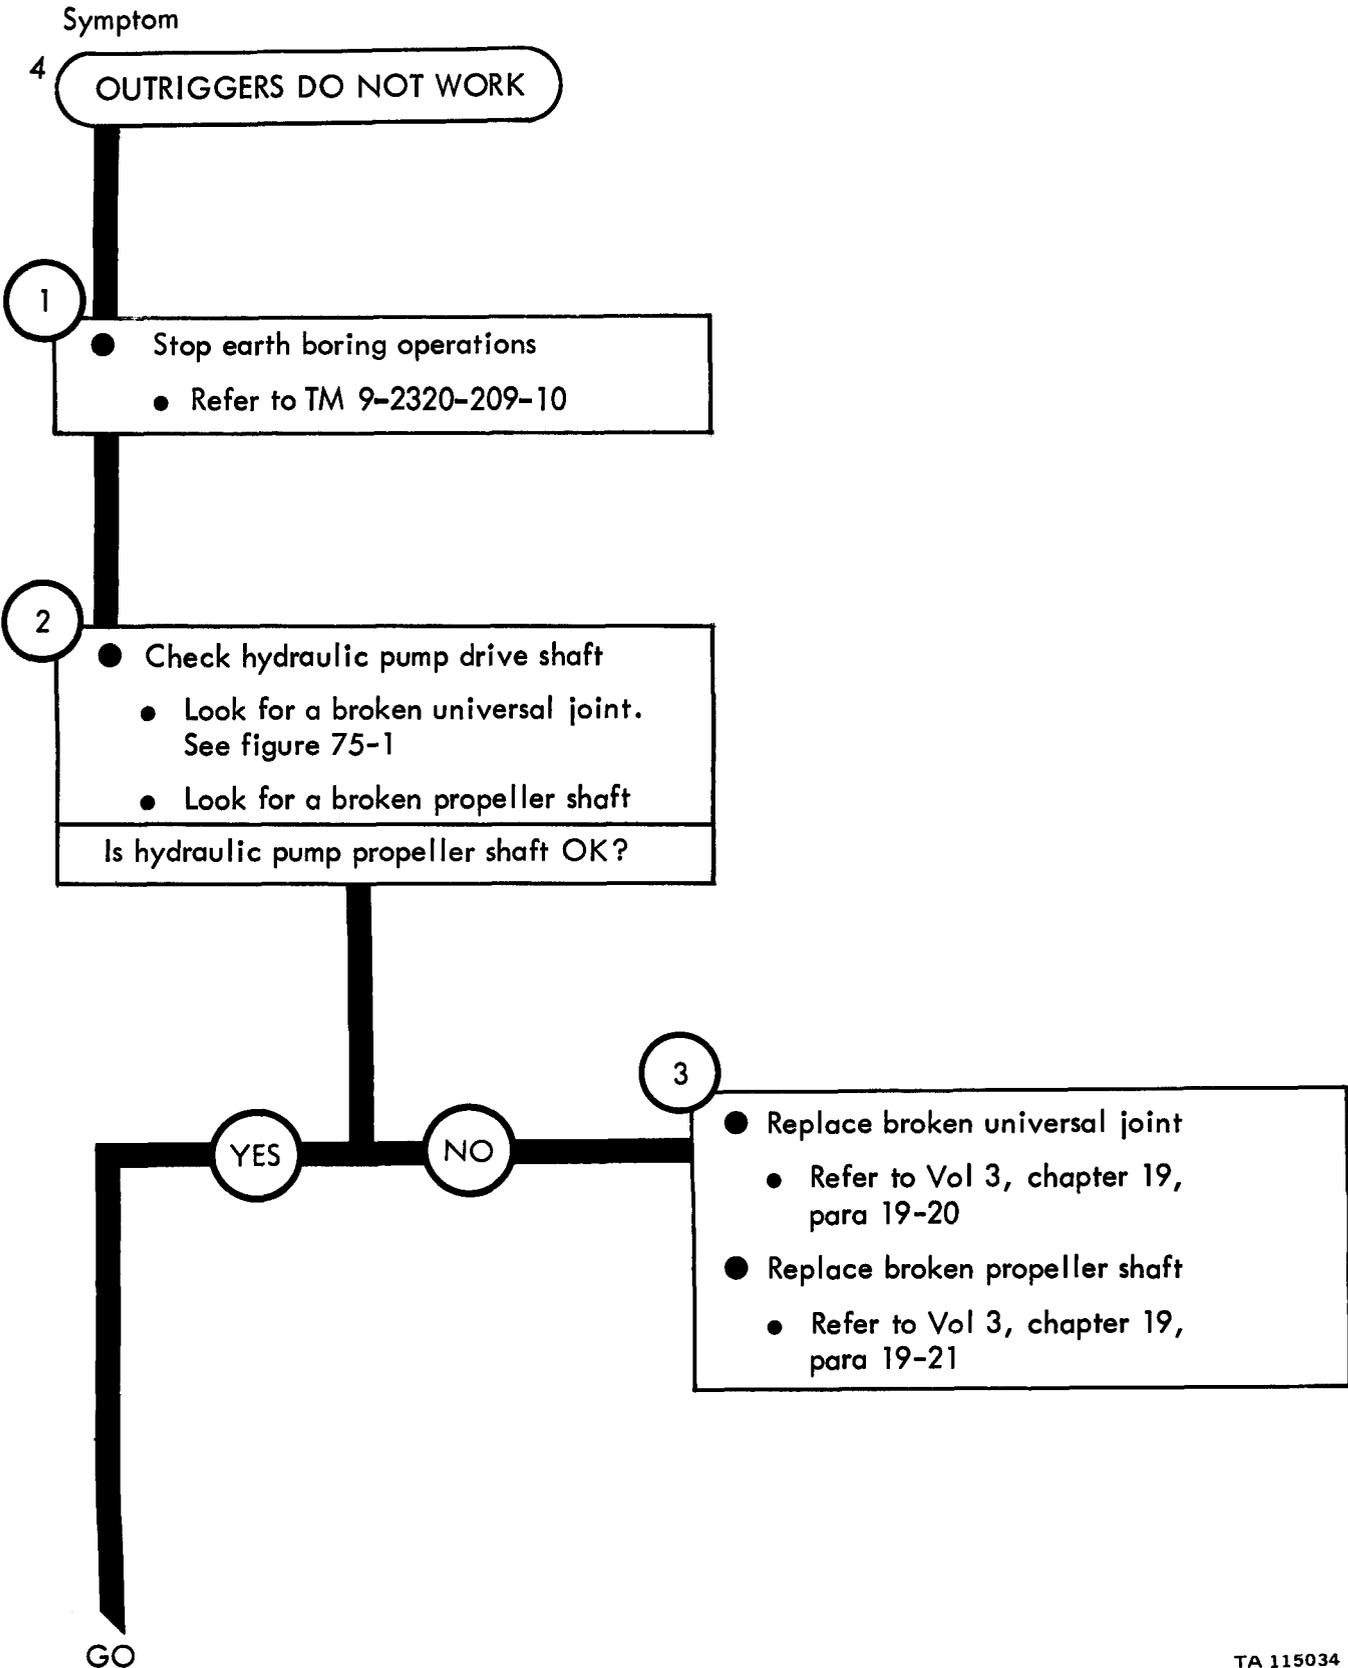 Symptom
4
OUTRIGGERS DO NOT WORK
1
● Stop earth boring operations
● Refer to TM 9-2320-209-10
2
● Check hydraulic pump drive shaft
● Look for a broken universal joint.
See figure 75-1
● Look for a broken propeller shaft
Is hydraulic pump propeller shaft OK?
YES
NO
3
● Replace broken universal joint
● Refer to Vol 3, chapter 19,
para 19-20
● Replace broken propeller shaft
● Refer to Vol 3, chapter 19,
para 19-21
GO
TA 115034